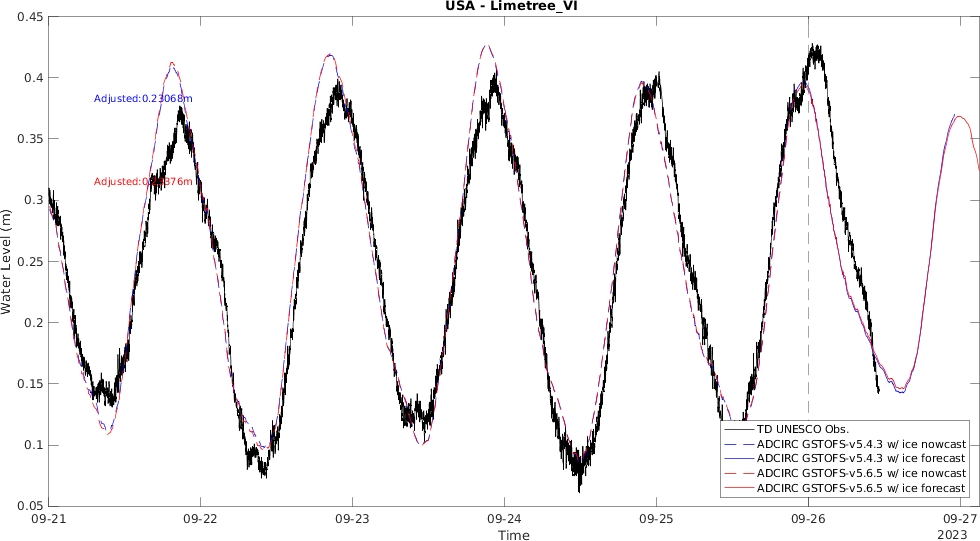 USA - Limetree_VI
0.45
0.4
0.35
0.3
0.25
0.2
0.15
0.1
0.05
Water Level (m)
Adjusted:0.23068m
TD UNESCO Obs.
ADCIRC GSTOFS-v5.4.3 w/ ice nowcast
ADCIRC GSTOFS-v5.4.3 w/ ice forecast
ADCIRC GSTOFS-v5.6.5 w/ ice nowcast
ADCIRC GSTOFS-v5.6.5 w/ ice forecast
09-21
09-22
09-23
09-24
09-25
09-26
09-27
Time
2023